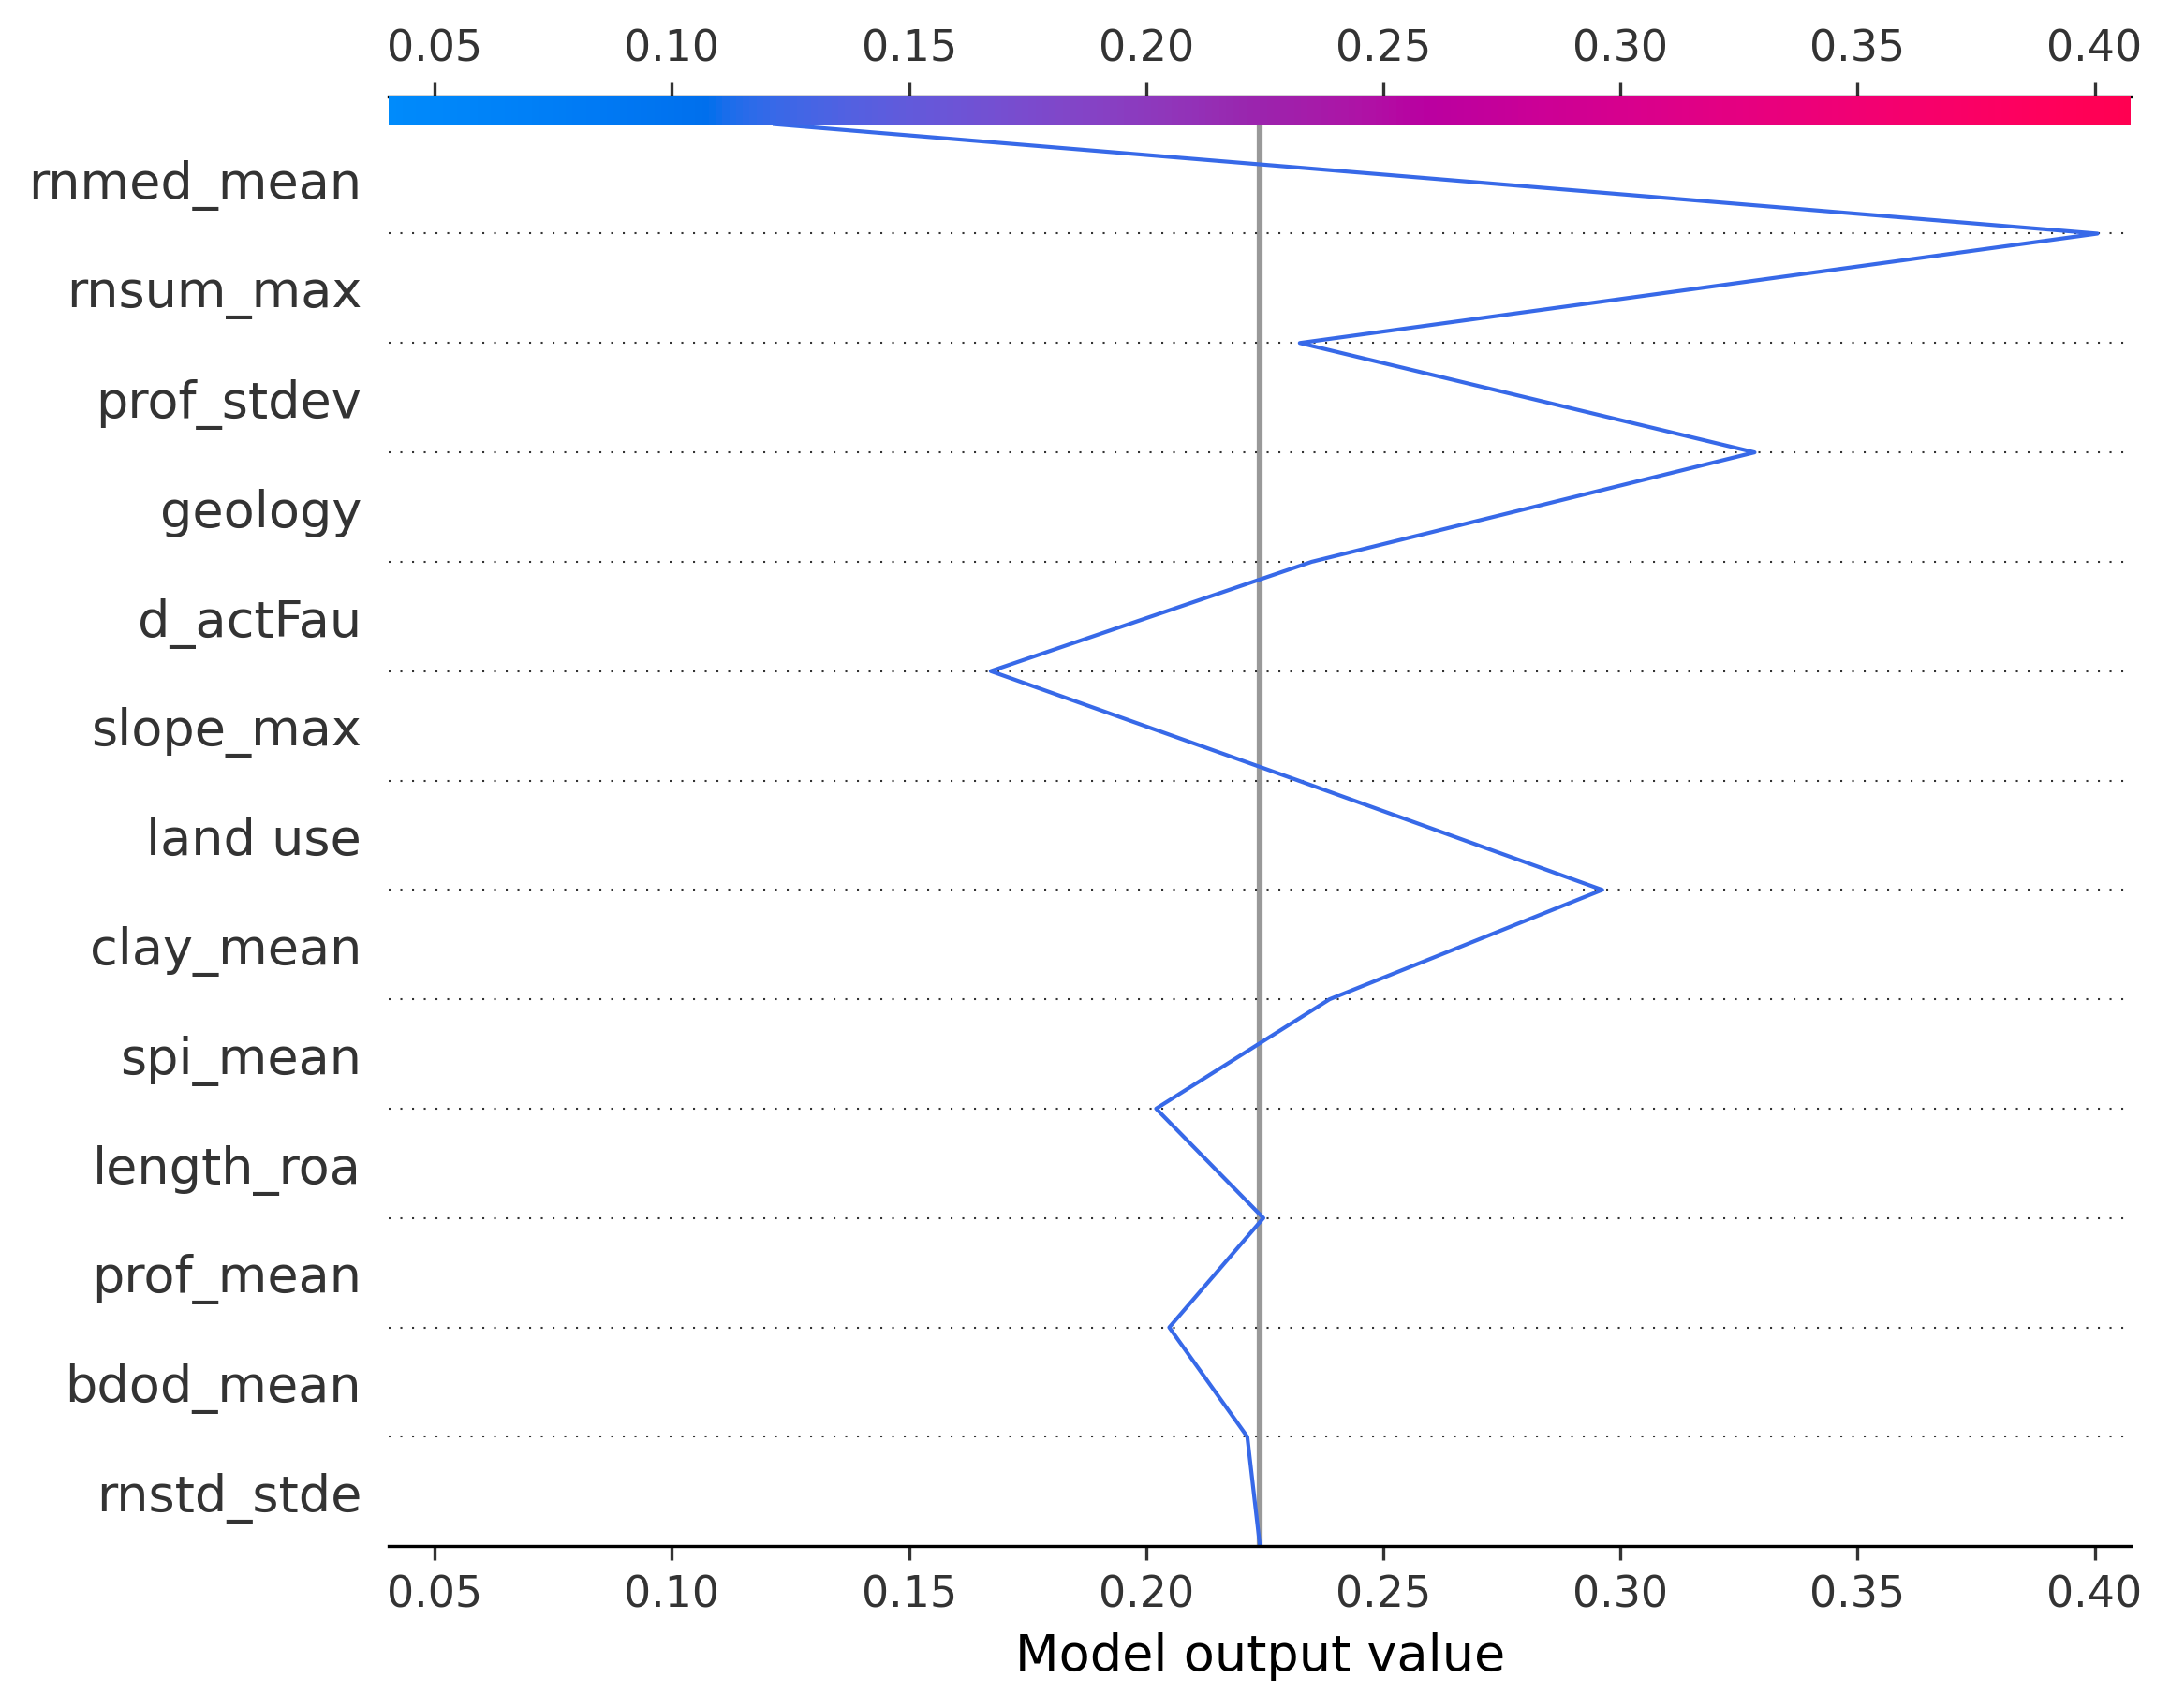 0.05 0.10 0.15 0.20 0.25 0.30 0.35 0.40
rnmed_mean
rnsum_max
prof_stdev
geology
d_actFau
slope_max
land use
clay_mean
spi_mean
length_roa
prof_mean
bdod_mean
rnstd_stde
0.05 0.10 0.15 0.20 0.25 0.30 0.35 0.40
Model output value